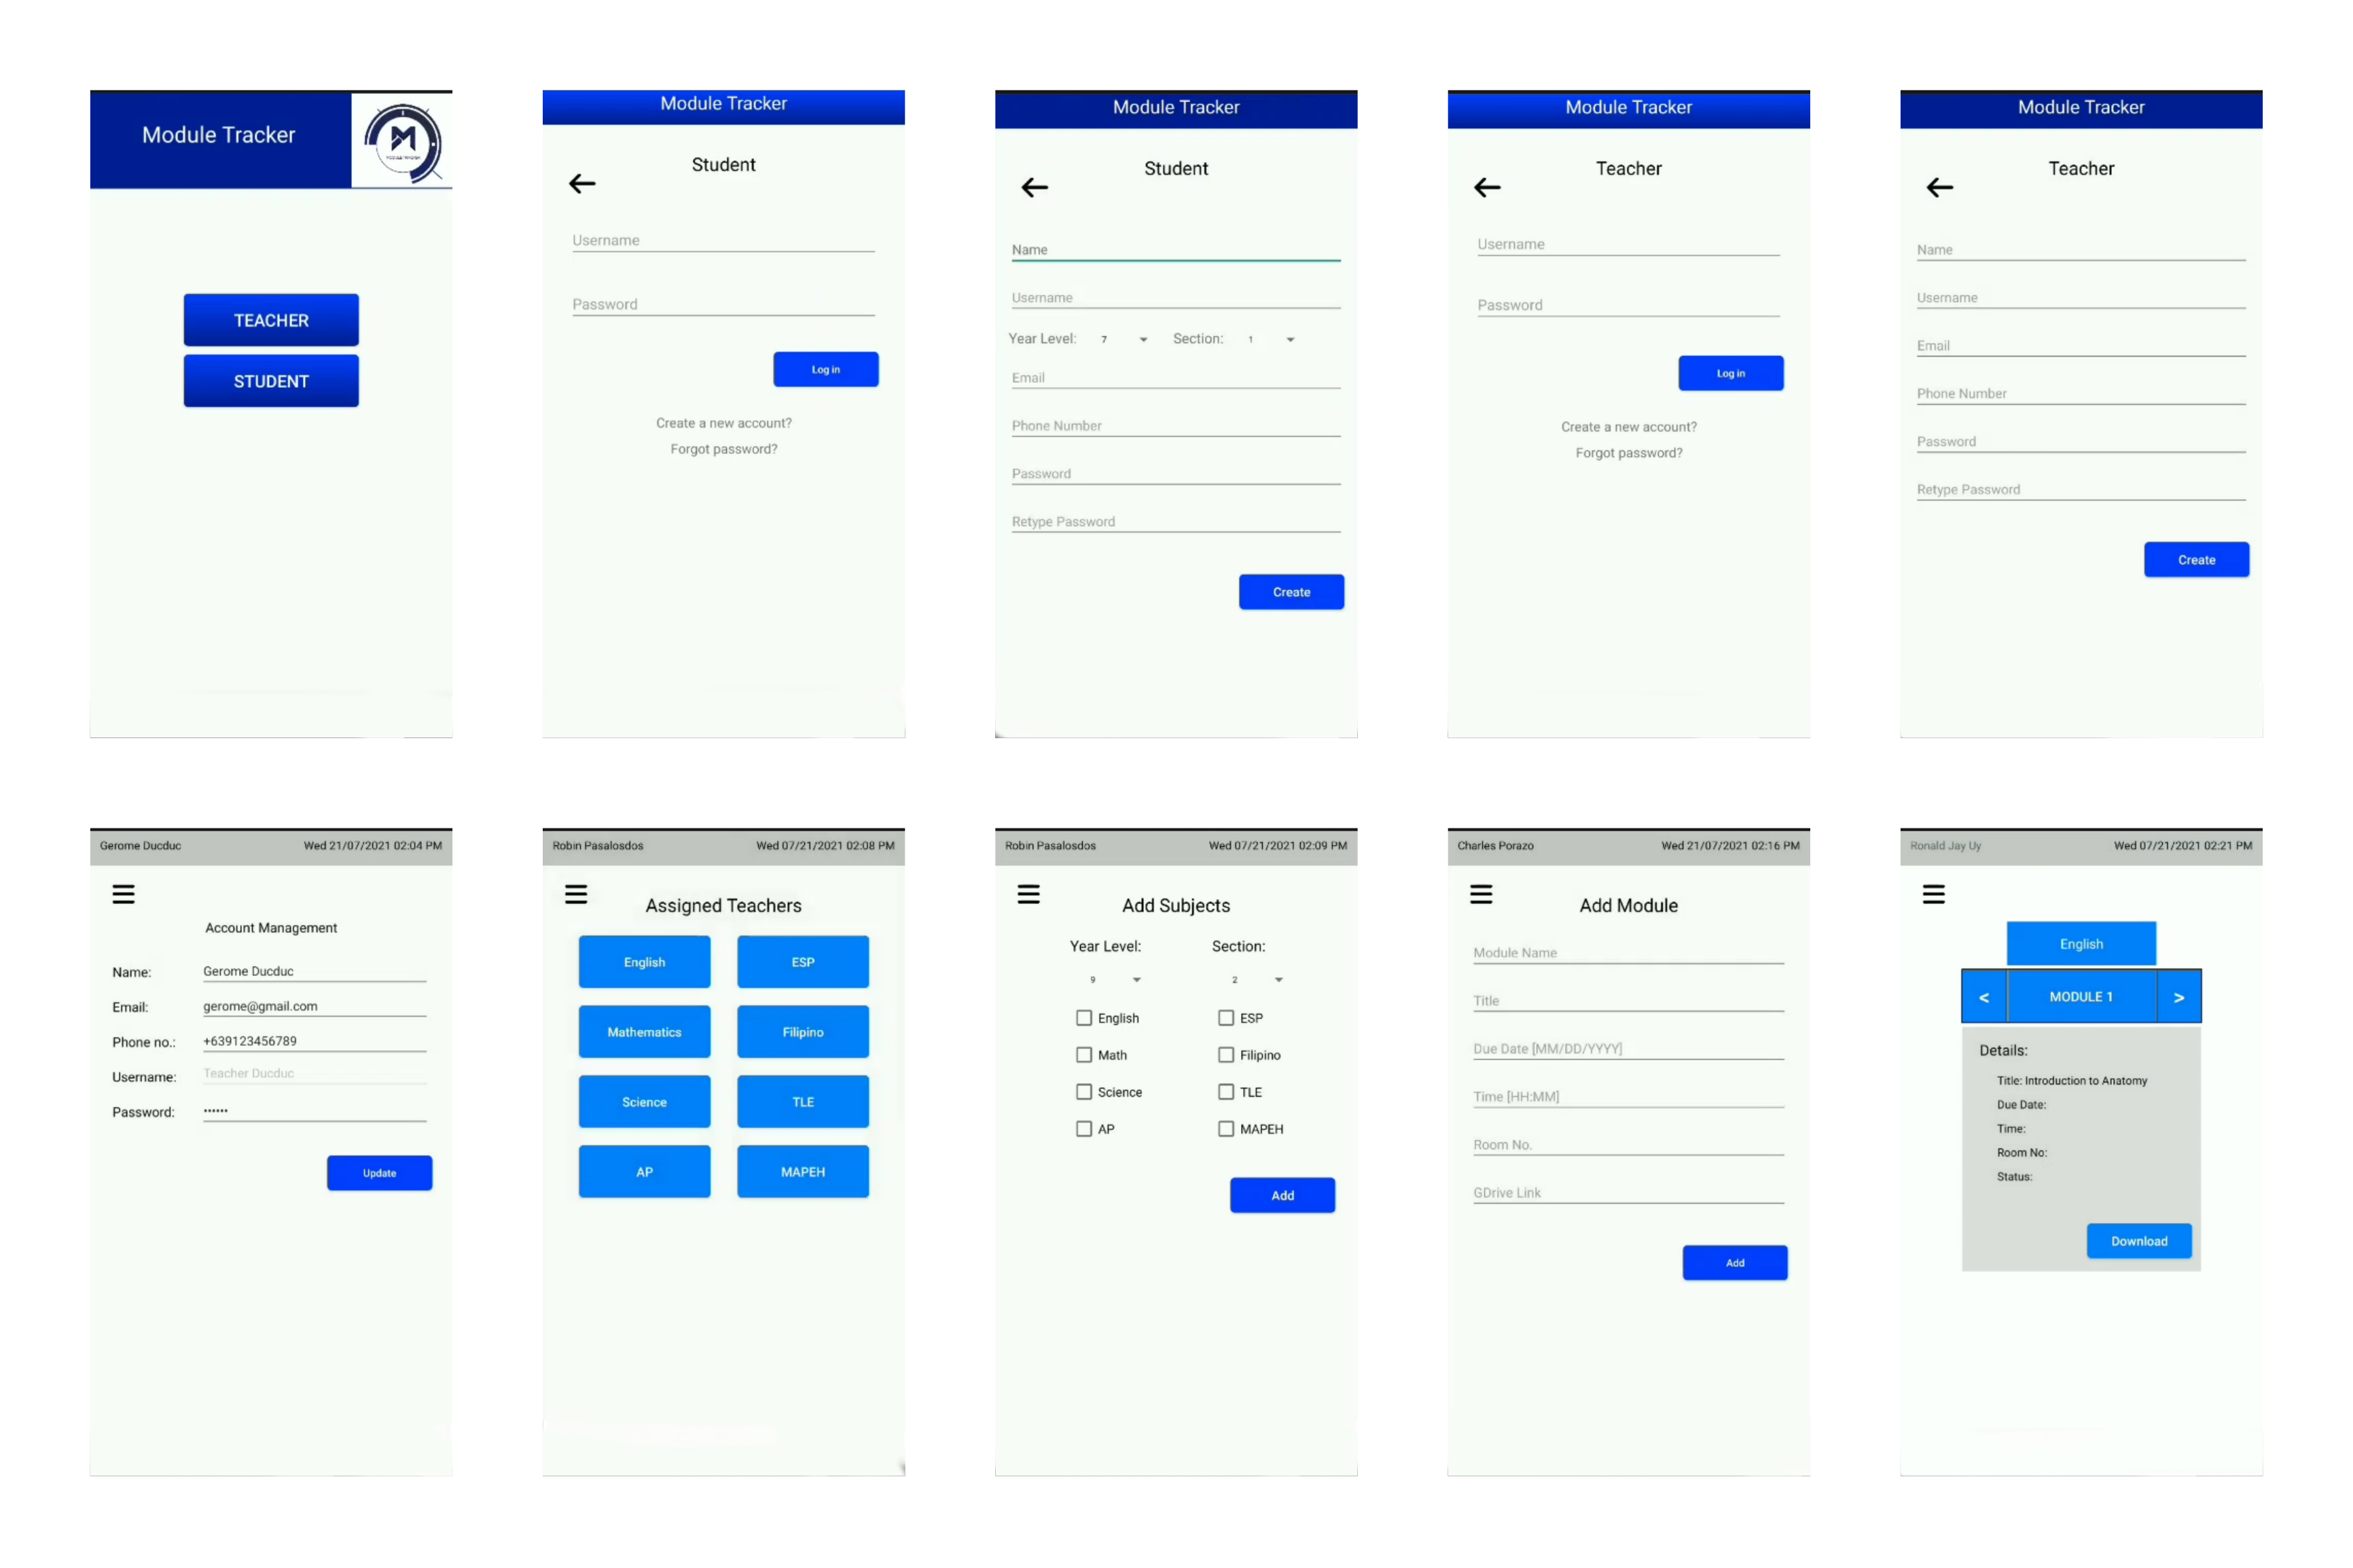 Module Tracker
MODULE TRACKER
TEACHER
STUDENT
Module Tracker
Student
Username
Password
Log in
Create a new account?
Forgot password?
Module Tracker
Student
Name
Username
Year Level: 7 Section: 1
Email
Phone Number
Password
Retype Password
Create
Module Tracker
Teacher
Username
Password
Log in
Create a new account?
Forgot password?
Module Tracker
Teacher
Name
Username
Email
Phone Number
Password
Retype Password
Create
Gerome Ducduc Wed 21/07/2021 02:04 PM
Account Management
Name: Gerome Ducduc
Email: gerome@gmail.com
Phone no.: +639123456789
Username: Teacher Ducduc
Password: ••••••
Update
Robin Pasalosdos Wed 07/21/2021 02:08 PM
Assigned Teachers
English ESP
Mathematics Filipino
Science TLE
AP MAPEH
Robin Pasalosdos Wed 07/21/2021 02:09 PM
Add Subjects
Year Level: Section:
9 2
English ESP
Math Filipino
Science TLE
AP MAPEH
Add
Charles Porazo Wed 21/07/2021 02:16 PM
Add Module
Module Name
Title
Due Date [MM/DD/YYYY]
Time [HH:MM]
Room No.
GDrive Link
Add
Ronald Jay Uy Wed 07/21/2021 02:21 PM
English
< MODULE 1 >
Details:
Title: Introduction to Anatomy
Due Date:
Time:
Room No:
Status:
Download